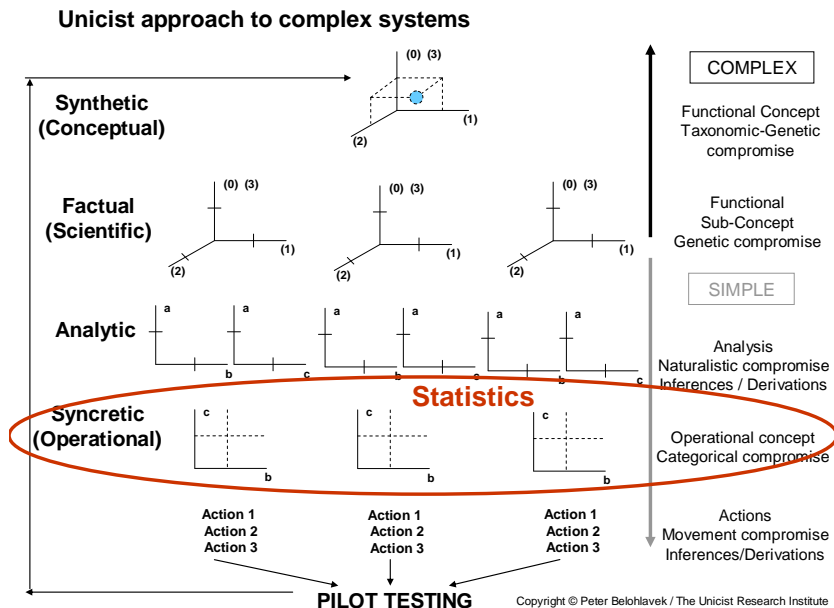 Unicist approach to complex systems
(0) (3)
COMPLEX
Synthetic
(Conceptual)
(1)
(2)
Functional Concept
Taxonomic-Genetic
compromise
Factual
(Scientific)
(0) (3)
(0) (3)
(0) (3)
(1)
(1)
(1)
(2)
(2)
(2)
Functional
Sub-Concept
Genetic compromise
SIMPLE
Analytic
a
a
a
a
a
a
b
c
b
c
b
c
Analysis
Naturalistic compromise
Inferences / Derivations
Statistics
Syncretic
(Operational)
c
c
c
b
b
b
Operational concept
Categorical compromise
Action 1
Action 2
Action 3
Action 1
Action 2
Action 3
Action 1
Action 2
Action 3
Actions
Movement compromise
Inferences/Derivations
PILOT TESTING
Copyright © Peter Belohlavek / The Unicist Research Institute